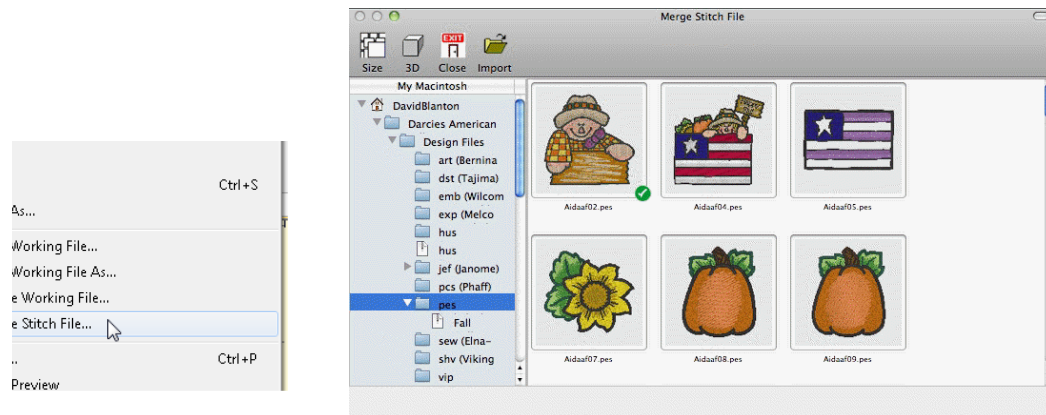 Ctrl+S
As...
Working File...
Working File As...
e Working File...
e Stitch File...
..
Ctrl+P
Preview
Merge Stitch File
Size
3D
EXIT
Close
Import
My Macintosh
DavidBlanton
Darcies American
Design Files
art (Bernina
dst (Tajima)
emb (Wilcom
exp (Melco
hus
hus
jef (Janome)
pcs (Phaff)
pes
Fall
sew (Elna-
shv (Viking
vip
Aidaaf02.pes
Aidaaf04.pes
Aidaaf05.pes
Aidaaf07.pes
Aidaaf08.pes
Aidaaf09.pes